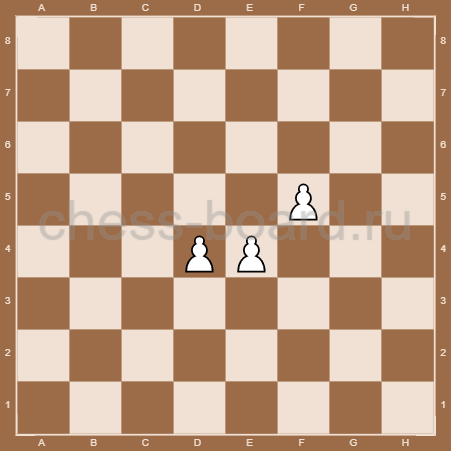 A B C D E F G H
8 8
7 7
6 6
5 5
chess-board.ru
4 4
3 3
2 2
1 1
A B C D E F G H